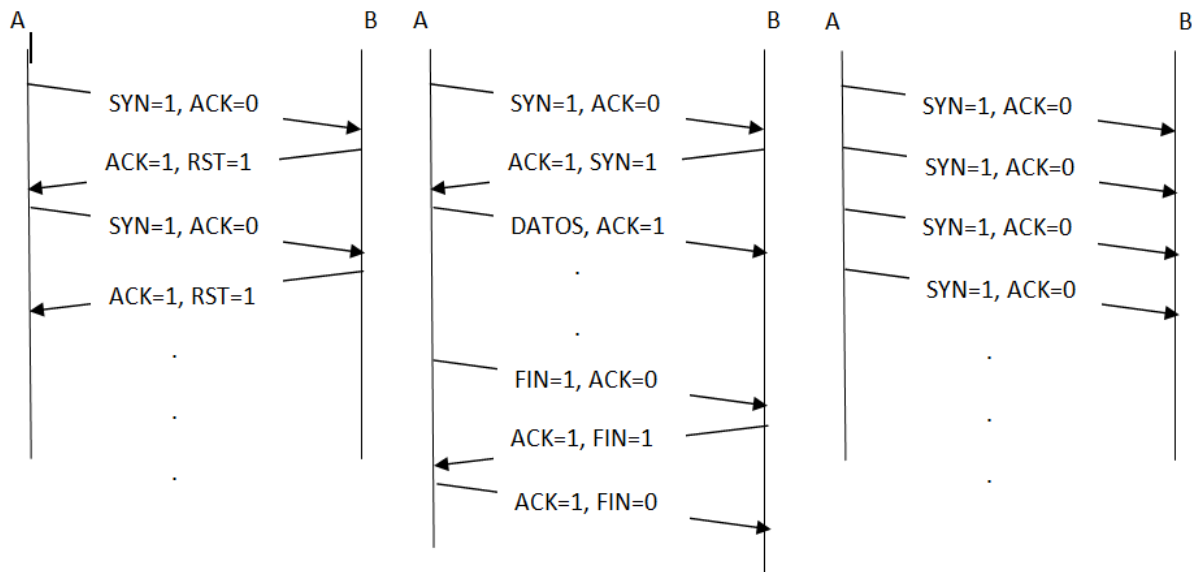 A
B
SYN=1, ACK=0
ACK=1, RST=1
SYN=1, ACK=0
ACK=1, RST=1
A
B
SYN=1, ACK=0
ACK=1, SYN=1
DATOS, ACK=1
FIN=1, ACK=0
ACK=1, FIN=1
ACK=1, FIN=0
A
B
SYN=1, ACK=0
SYN=1, ACK=0
SYN=1, ACK=0
SYN=1, ACK=0